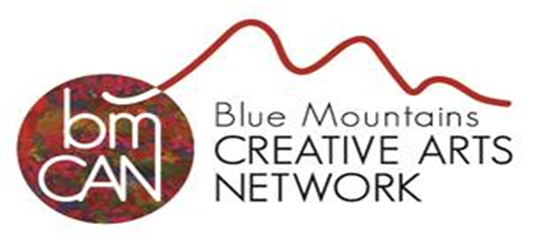 bm
CAN
Blue Mountains
CREATIVE ARTS
NETWORK